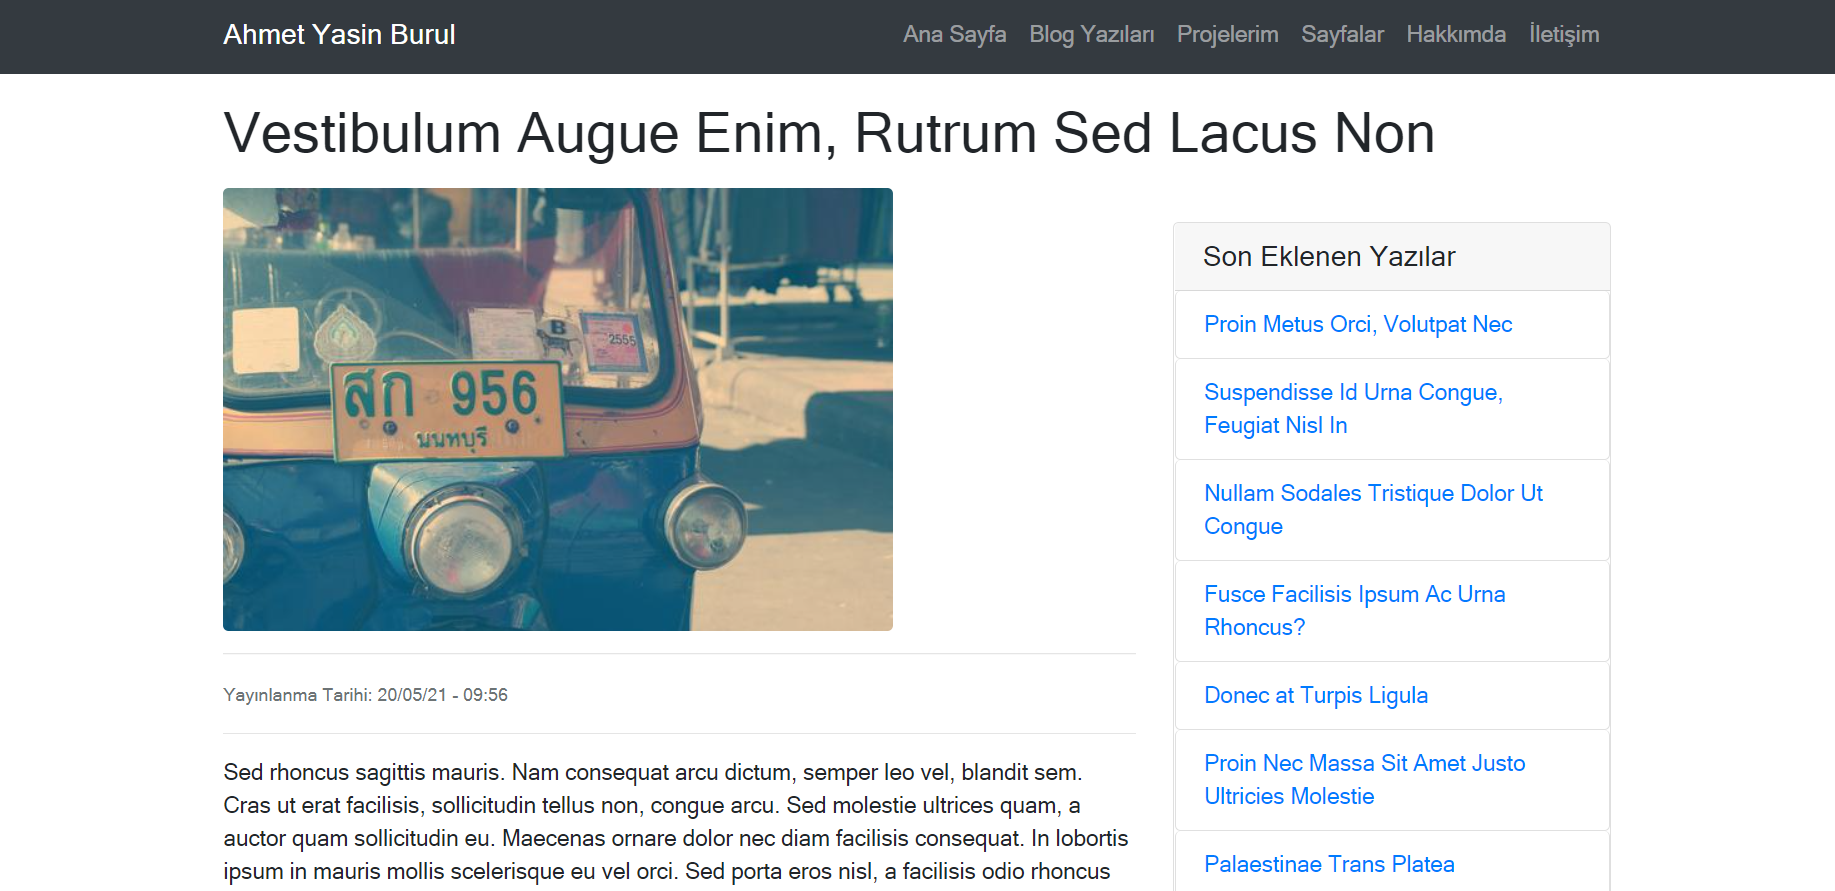 Ahmet Yasin Burul
Ana Sayfa Blog Yazıları Projelerim Sayfalar Hakkımda İletişim
Vestibulum Augue Enim, Rutrum Sed Lacus Non
B
2555
สก 956
นนทบุรี
Yayınlanma Tarihi: 20/05/21 - 09:56
Sed rhoncus sagittis mauris. Nam consequat arcu dictum, semper leo vel, blandit sem.
Cras ut erat facilisis, sollicitudin tellus non, congue arcu. Sed molestie ultrices quam, a
auctor quam sollicitudin eu. Maecenas ornare dolor nec diam facilisis consequat. In lobortis
ipsum in mauris mollis scelerisque eu vel orci. Sed porta eros nisl, a facilisis odio rhoncus
Son Eklenen Yazılar
Proin Metus Orci, Volutpat Nec
Suspendisse Id Urna Congue,
Feugiat Nisl In
Nullam Sodales Tristique Dolor Ut
Congue
Fusce Facilisis Ipsum Ac Urna
Rhoncus?
Donec at Turpis Ligula
Proin Nec Massa Sit Amet Justo
Ultricies Molestie
Palaestinae Trans Platea